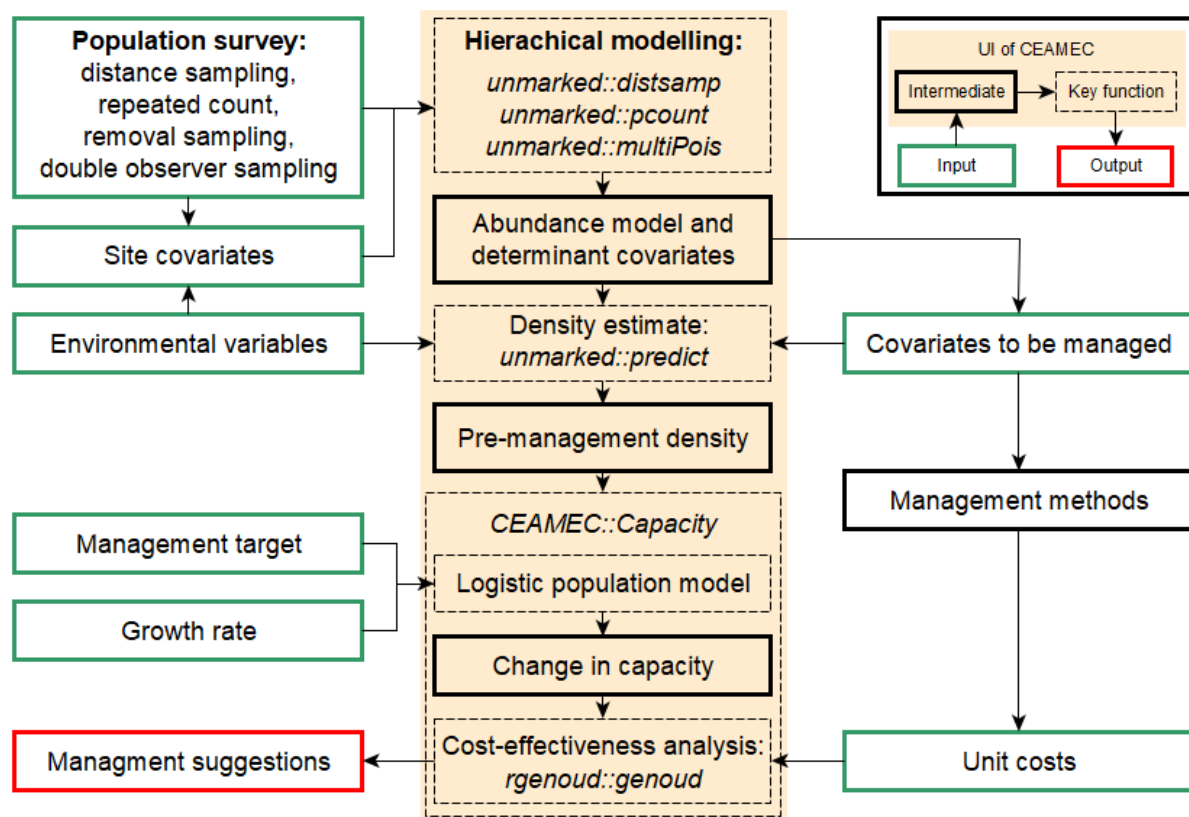 Population survey:
distance sampling,
repeated count,
removal sampling,
double observer sampling
Site covariates
Environmental variables
Management target
Growth rate
Managment suggestions
Hierachical modelling:
unmarked::distsamp
unmarked::pcount
unmarked::multiPois
Abundance model and
determinant covariates
Density estimate:
unmarked::predict
Pre-management density
CEAMEC::Capacity
Logistic population model
Change in capacity
Cost-effectiveness analysis:
rgenoud::genoud
UI of CEAMEC
Intermediate
Key function
Input
Output
Covariates to be managed
Management methods
Unit costs